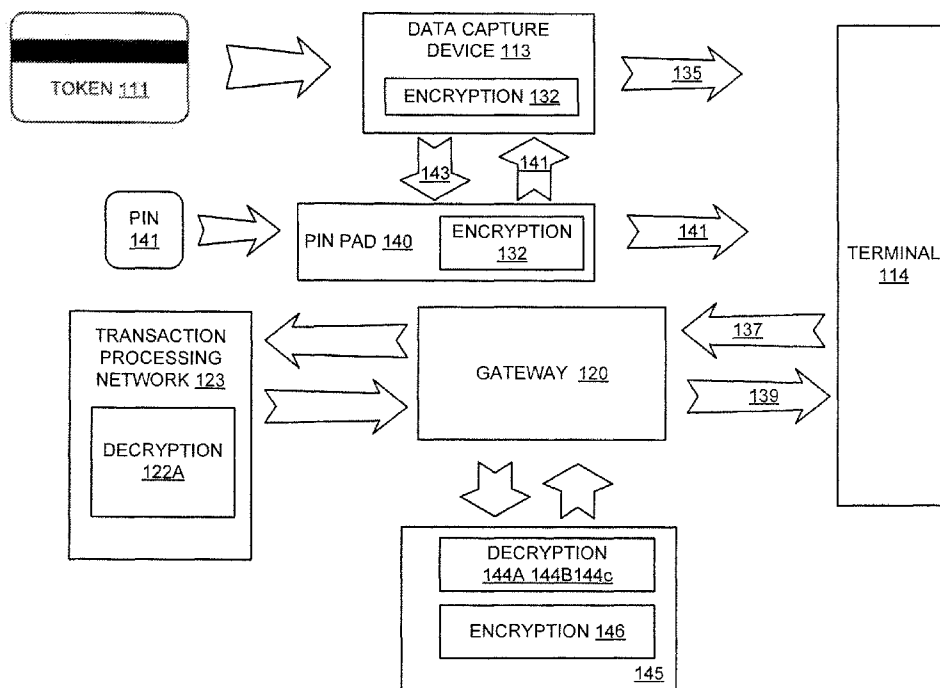 TOKEN 111
DATA CAPTURE
DEVICE 113
ENCRYPTION 132
135
143
141
PIN
141
PIN PAD 140
ENCRYPTION
132
141
TERMINAL
114
TRANSACTION
PROCESSING
NETWORK 123
DECRYPTION
122A
GATEWAY 120
137
139
DECRYPTION
144A 144B144c
ENCRYPTION 146
145